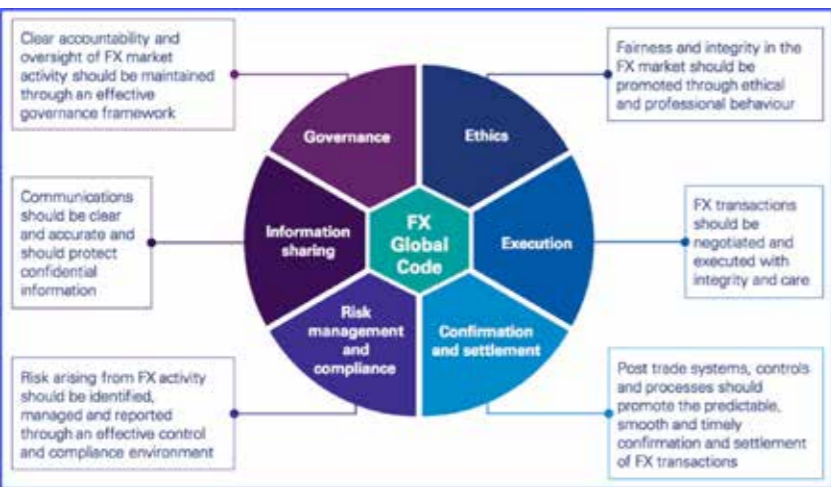 Clear accountability and
oversight of FX market
activity should be maintained
through an effective
governance framework
Fairness and integrity in the
FX market should be
promoted through ethical
and professional behaviour
Governance
Ethics
Communications
should be clear
and accurate and
should protect
confidential
information
Information
sharing
FX
Global
Code
Execution
FX transactions
should be
negotiated and
executed with
integrity and care
Risk
management
and
compliance
Confirmation
and settlement
Risk arising from FX activity
should be identified,
managed and reported
through an effective control
and compliance environment
Post trade systems, controls
and processes should
promote the predictable,
smooth and timely
confirmation and settlement
of FX transactions